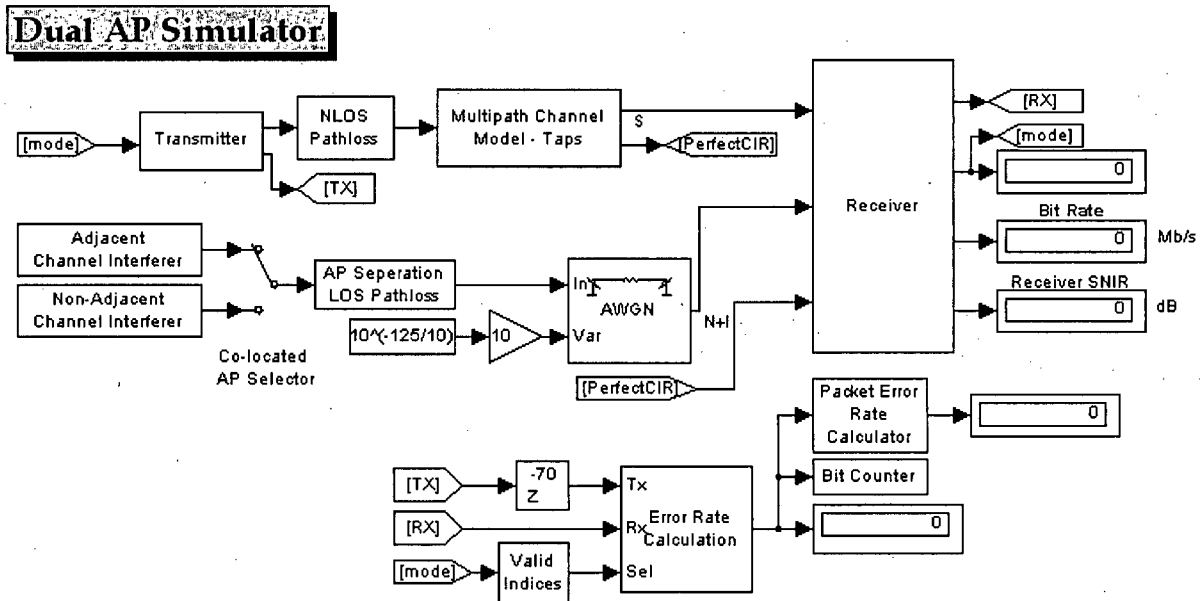 Dual AP Simulator
[mode]
Transmitter
NLOS
Pathloss
[TX]
Multipath Channel
Model - Taps
S
[PerfectCIR]
Receiver
[RX]
[mode]
0
Bit Rate
0
Mb/s
Receiver SNIR
0
dB
Adjacent
Channel Interferer
Non-Adjacent
Channel Interferer
Co-located
AP Selector
AP Seperation
LOS Pathloss
10^(-125/10)
10
In
AWGN
Var
N+I
[PerfectCIR]
Packet Error
Rate
Calculator
0
Bit Counter
0
[TX]
-70
Z
Tx
[RX]
Rx
Error Rate
Calculation
[mode]
Valid
Indices
Sel